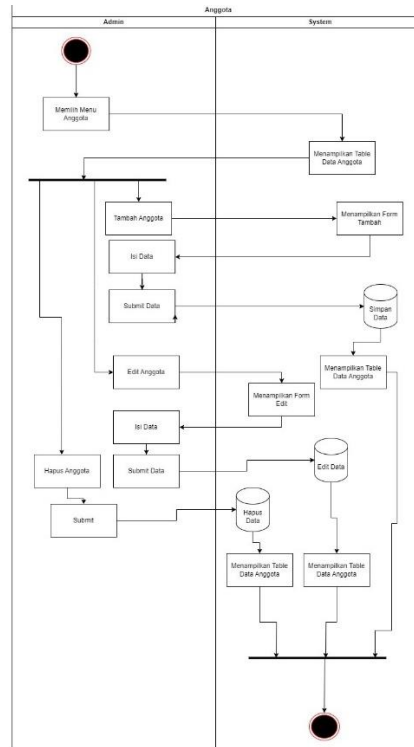 Anggota
Admin
System
Memilih Menu
Anggota
Menampilkan Table
Data Anggota
Tambah Anggota
Menampilkan Form
Tambah
Isi Data
Submit Data
Simpan
Data
Menampilkan Table
Data Anggota
Edit Anggota
Menampilkan Form
Edit
Isi Data
Submit Data
Edit Data
Hapus Anggota
Submit
Hapus
Data
Menampilkan Table
Data Anggota
Menampilkan Table
Data Anggota